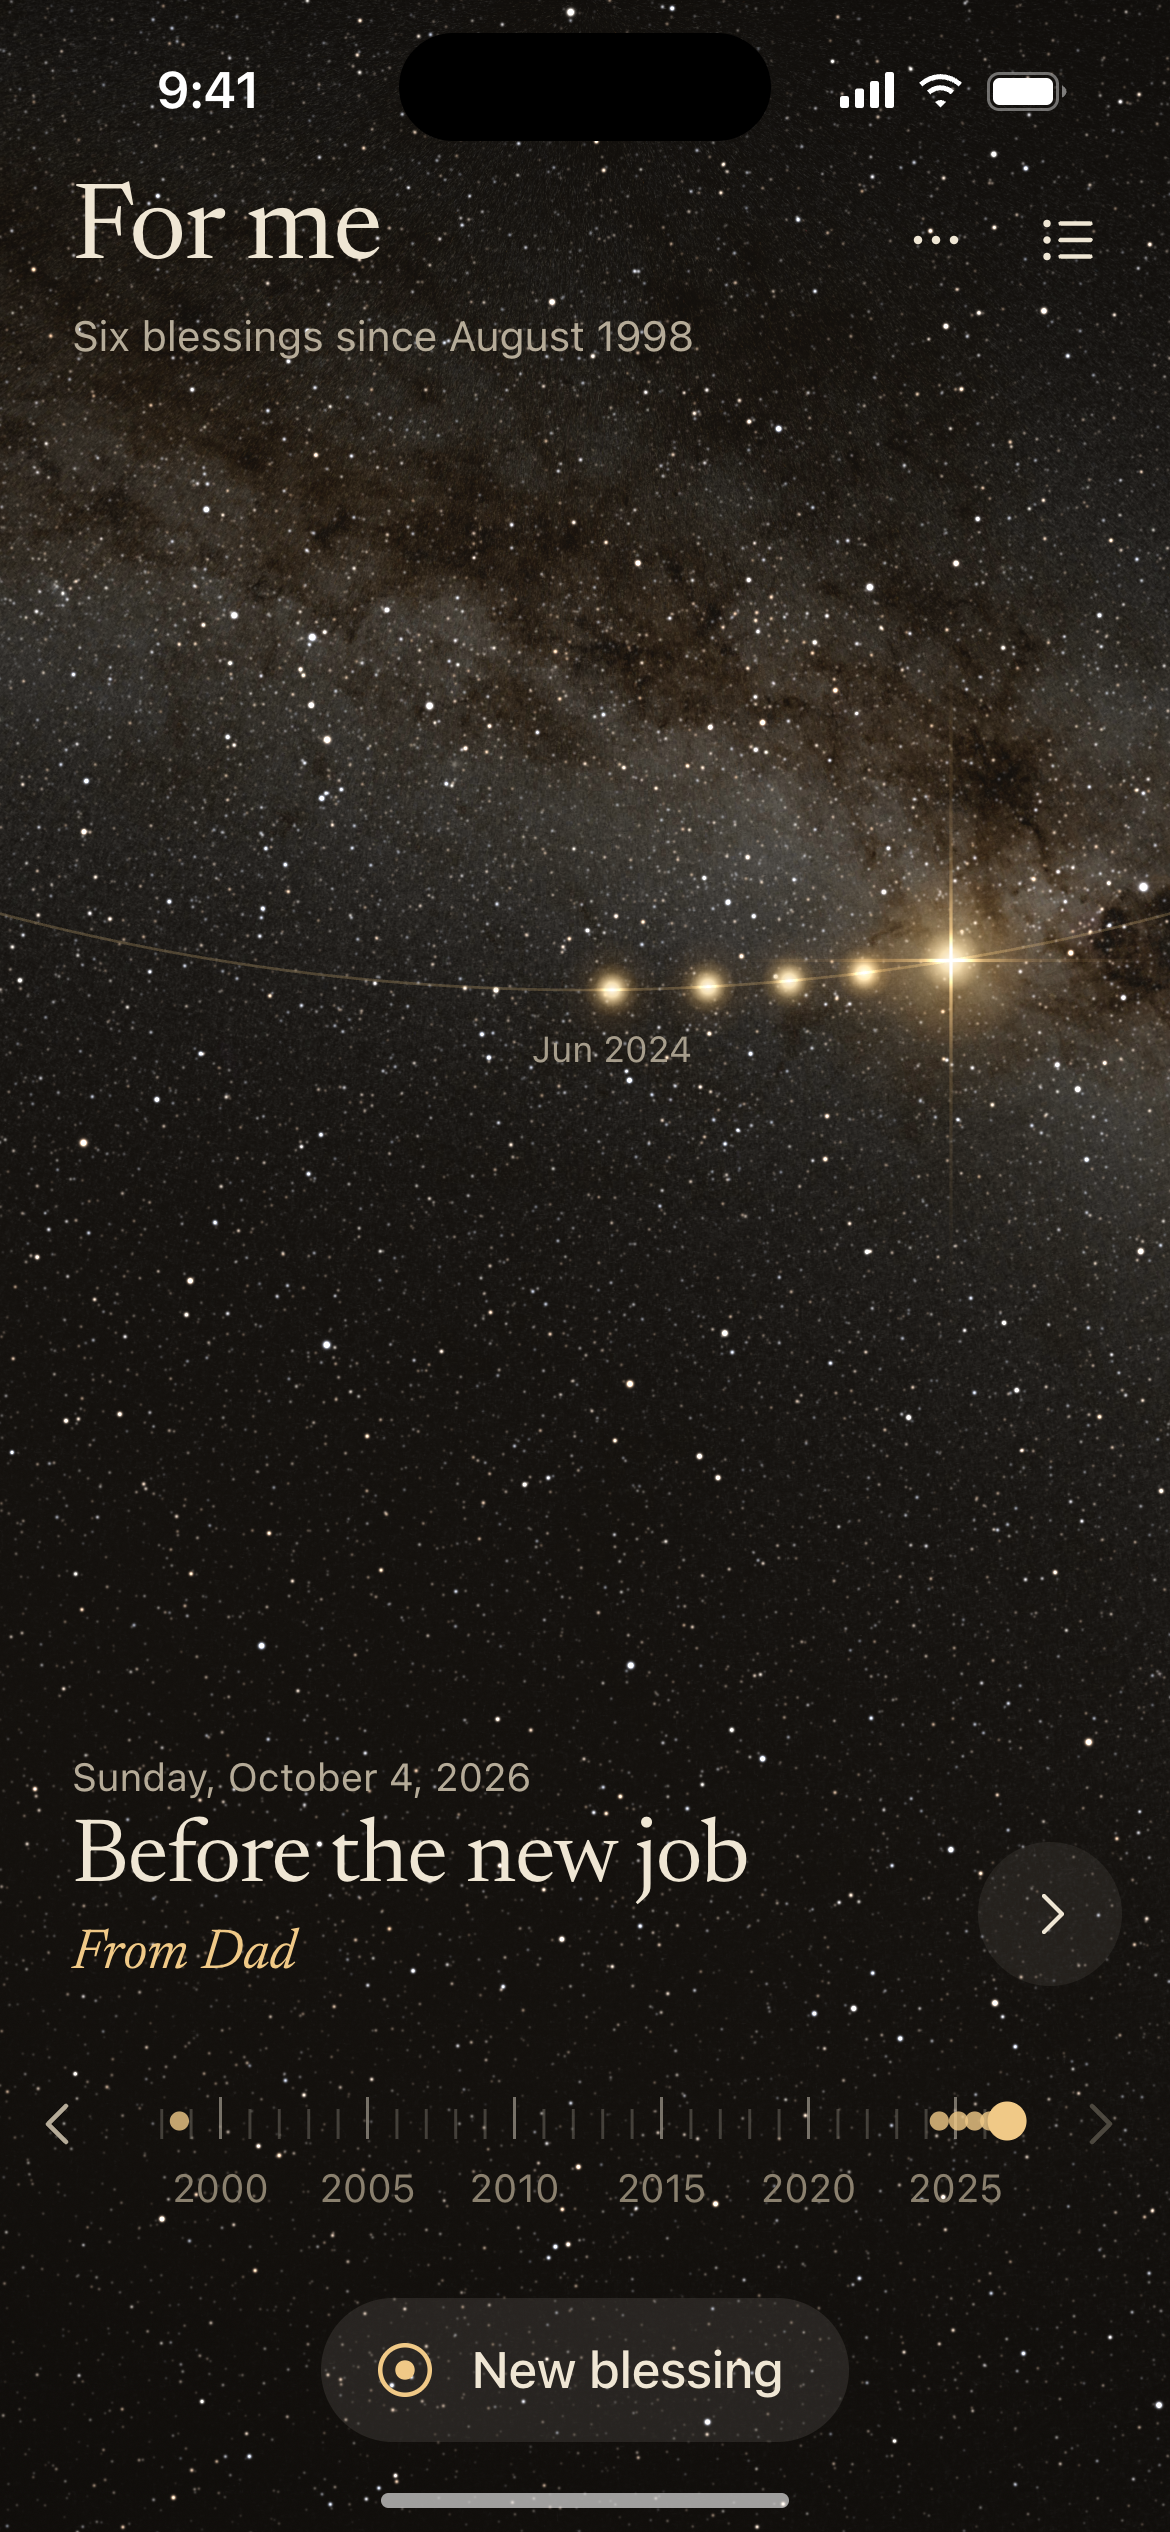 9:41
For me
Six blessings since August 1998
Jun 2024
Sunday, October 4, 2026
Before the new job
From Dad
2000 2005 2010 2015 2020 2025
New blessing